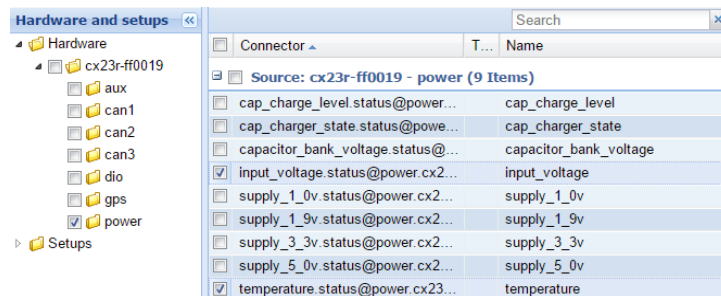 Hardware and setups «
Hardware
cx23r-ff0019
aux
can1
can2
can3
dio
gps
power
Setups
Search ×
Connector T... Name
Source: cx23r-ff0019 - power (9 Items)
cap_charge_level.status@power... cap_charge_level
cap_charger_state.status@powe... cap_charger_state
capacitor_bank_voltage.status@... capacitor_bank_voltage
input_voltage.status@power.cx2... input_voltage
supply_1_0v.status@power.cx2... supply_1_0v
supply_1_9v.status@power.cx2... supply_1_9v
supply_3_3v.status@power.cx2... supply_3_3v
supply_5_0v.status@power.cx2... supply_5_0v
temperature.status@power.cx23... temperature